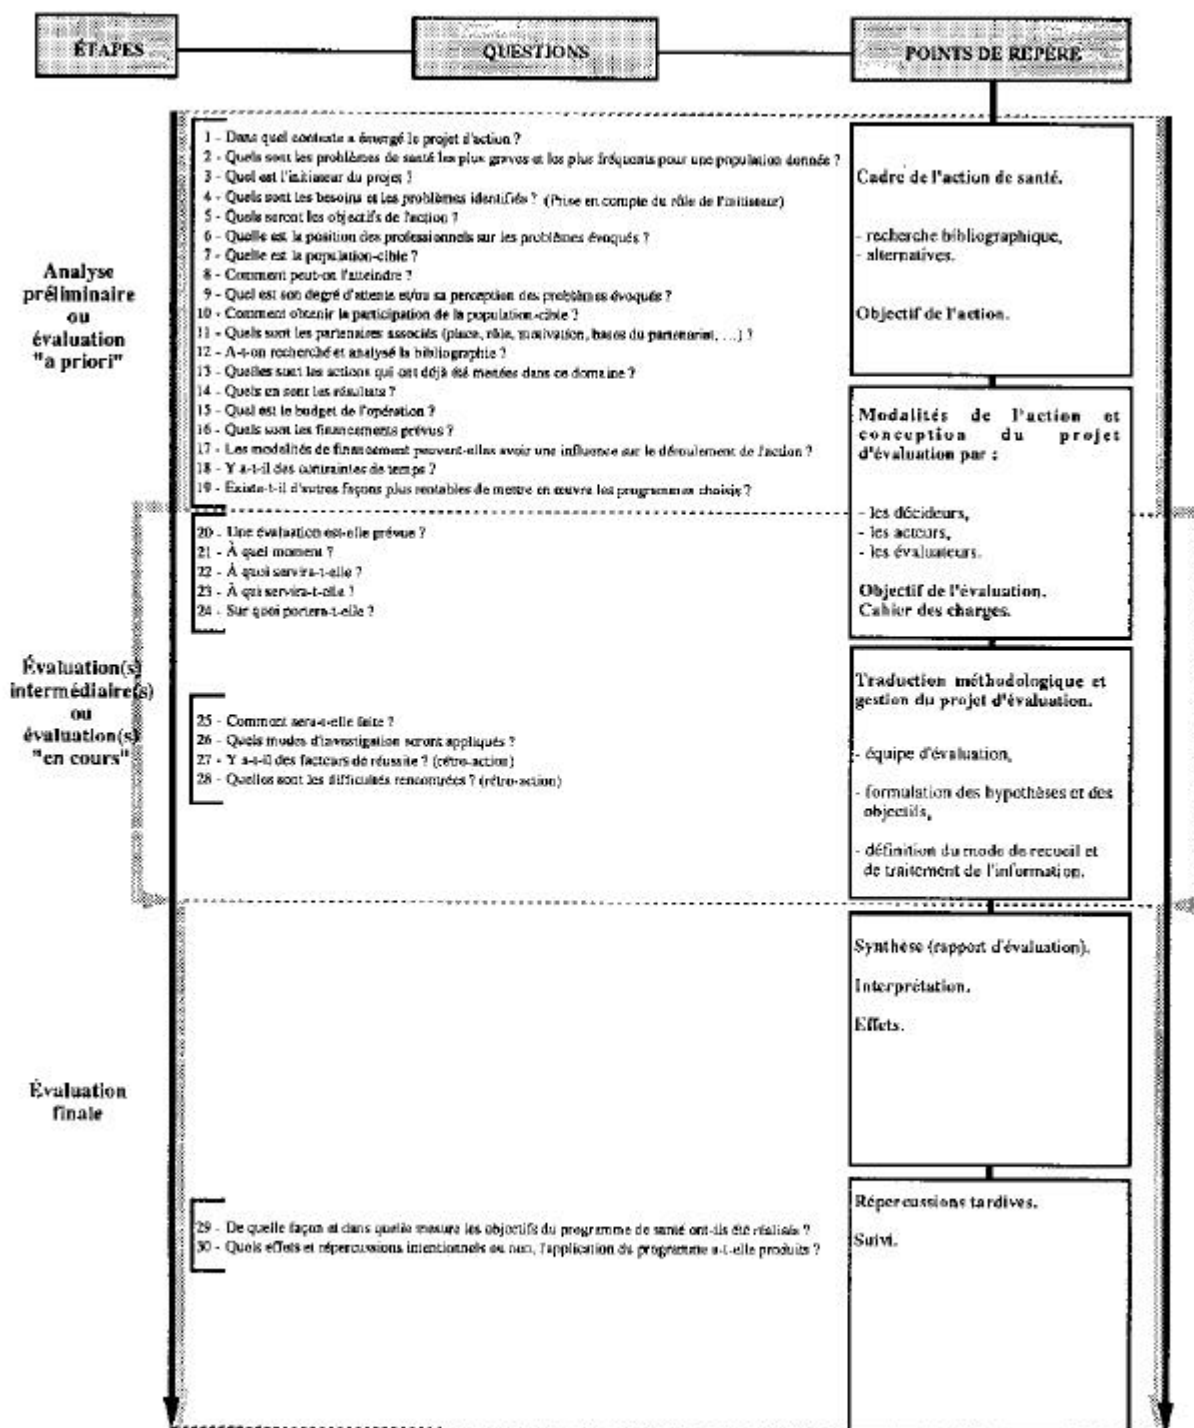 ÉTAPES
QUESTIONS
POINTS DE REPÈRE
Analyse
préliminaire
ou
évaluation
"a priori"
1 - Dans quel contexte a émergé le projet d'action ?
2 - Quels sont les problèmes de santé les plus graves et les plus fréquents pour une population donnée ?
3 - Quel est l'initiateur du projet ?
4 - Quels sont les besoins et les problèmes identifiés ? (Prise en compte du rôle de l'initiateur)
5 - Quels seront les objectifs de l'action ?
6 - Quelle est la position des professionnels sur les problèmes évoqués ?
7 - Quelle est la population-cible ?
8 - Comment peut-on l'atteindre ?
9 - Quel est son degré d'attente et/ou sa perception des problèmes évoqués ?
10 - Comment obtenir la participation de la population-cible ?
11 - Quels sont les partenaires associés (place, rôle, motivation, bases du partenariat, …) ?
12 - A-t-on recherché et analysé la bibliographie ?
13 - Quelles sont les actions qui ont déjà été menées dans ce domaine ?
14 - Quels en sont les résultats ?
15 - Quel est le budget de l'opération ?
16 - Quels sont les financements prévus ?
17 - Les modalités de financement peuvent-elles avoir une influence sur le déroulement de l'action ?
18 - Y a-t-il des contraintes de temps ?
19 - Existe-t-il d'autres façons plus rentables de mettre en œuvre les programmes choisis ?
Cadre de l'action de santé.
- recherche bibliographique,
- alternatives.
Objectif de l'action.
Modalités de l'action et
conception du projet
d'évaluation par :
- les décideurs,
- les acteurs,
- les évaluateurs.
Objectif de l'évaluation.
Cahier des charges.
Évaluation(s)
intermédiaire(s)
ou
évaluation(s)
"en cours"
20 - Une évaluation est-elle prévue ?
21 - À quel moment ?
22 - À quoi servira-t-elle ?
23 - À qui servira-t-elle ?
24 - Sur quoi portera-t-elle ?
25 - Comment sera-t-elle faite ?
26 - Quels modes d'investigation seront appliqués ?
27 - Y a-t-il des facteurs de réussite ? (rétro-action)
28 - Quelles sont les difficultés rencontrées ? (rétro-action)
Traduction méthodologique et
gestion du projet d'évaluation.
- équipe d'évaluation,
- formulation des hypothèses et des
objectifs,
- définition du mode de recueil et
de traitement de l'information.
Évaluation
finale
29 - De quelle façon et dans quelle mesure les objectifs du programme de santé ont-ils été réalisés ?
30 - Quels effets et répercussions intentionnels ou non, l'application du programme a-t-elle produits ?
Synthèse (rapport d'évaluation).
Interprétation.
Effets.
Répercussions tardives.
Suivi.